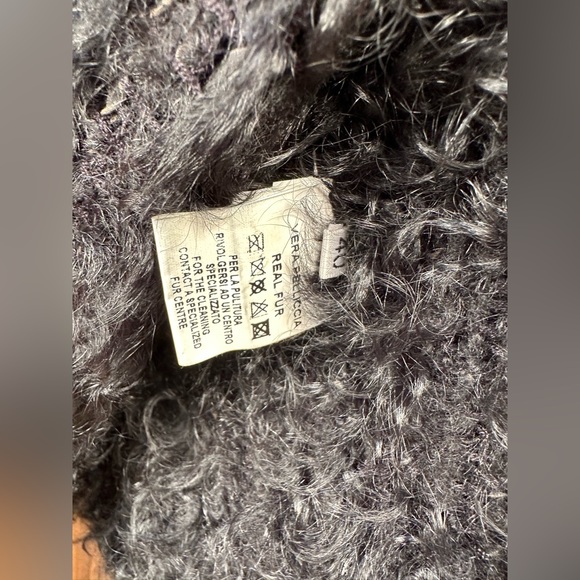 VERA PELLICCIA
REAL FUR
PER LA PULITURA
RIVOLGERSI AD UN CENTRO
SPECIALIZZATO
FOR THE CLEANING
CONTACT A SPECIALIZED
FUR CENTRE
40